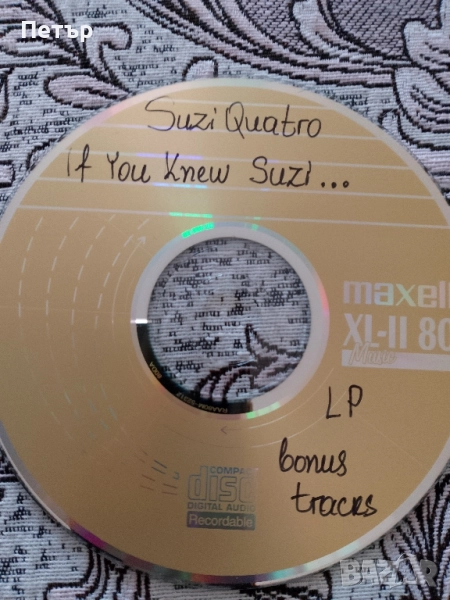 Петър
Suzi Quatro
If You Knew Suzi...
maxell
XL-II 80
Music
LP
bonus
tracks
COMPACT
disc
DIGITAL AUDIO
Recordable
BAZAR